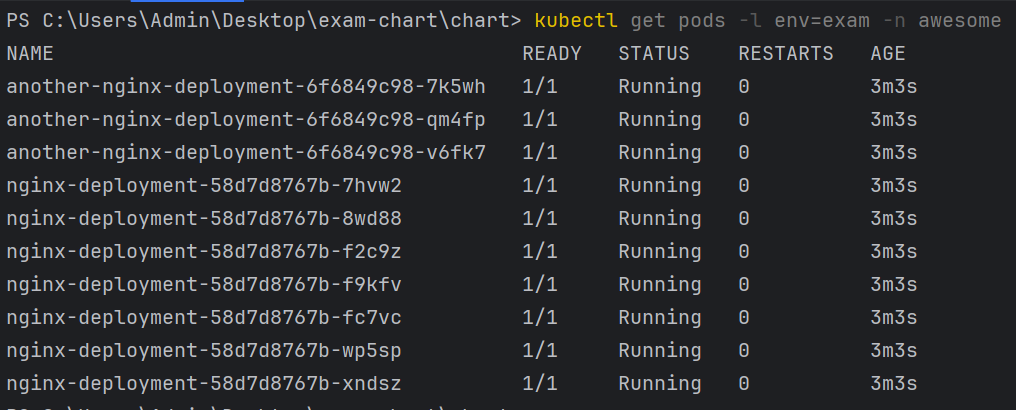 PS C:\Users\Admin\Desktop\exam-chart\chart> kubectl get pods -l env=exam -n awesome
NAME READY STATUS RESTARTS AGE
another-nginx-deployment-6f6849c98-7k5wh 1/1 Running 0 3m3s
another-nginx-deployment-6f6849c98-qm4fp 1/1 Running 0 3m3s
another-nginx-deployment-6f6849c98-v6fk7 1/1 Running 0 3m3s
nginx-deployment-58d7d8767b-7hvw2 1/1 Running 0 3m3s
nginx-deployment-58d7d8767b-8wd88 1/1 Running 0 3m3s
nginx-deployment-58d7d8767b-f2c9z 1/1 Running 0 3m3s
nginx-deployment-58d7d8767b-f9kfv 1/1 Running 0 3m3s
nginx-deployment-58d7d8767b-fc7vc 1/1 Running 0 3m3s
nginx-deployment-58d7d8767b-wp5sp 1/1 Running 0 3m3s
nginx-deployment-58d7d8767b-xndsz 1/1 Running 0 3m3s